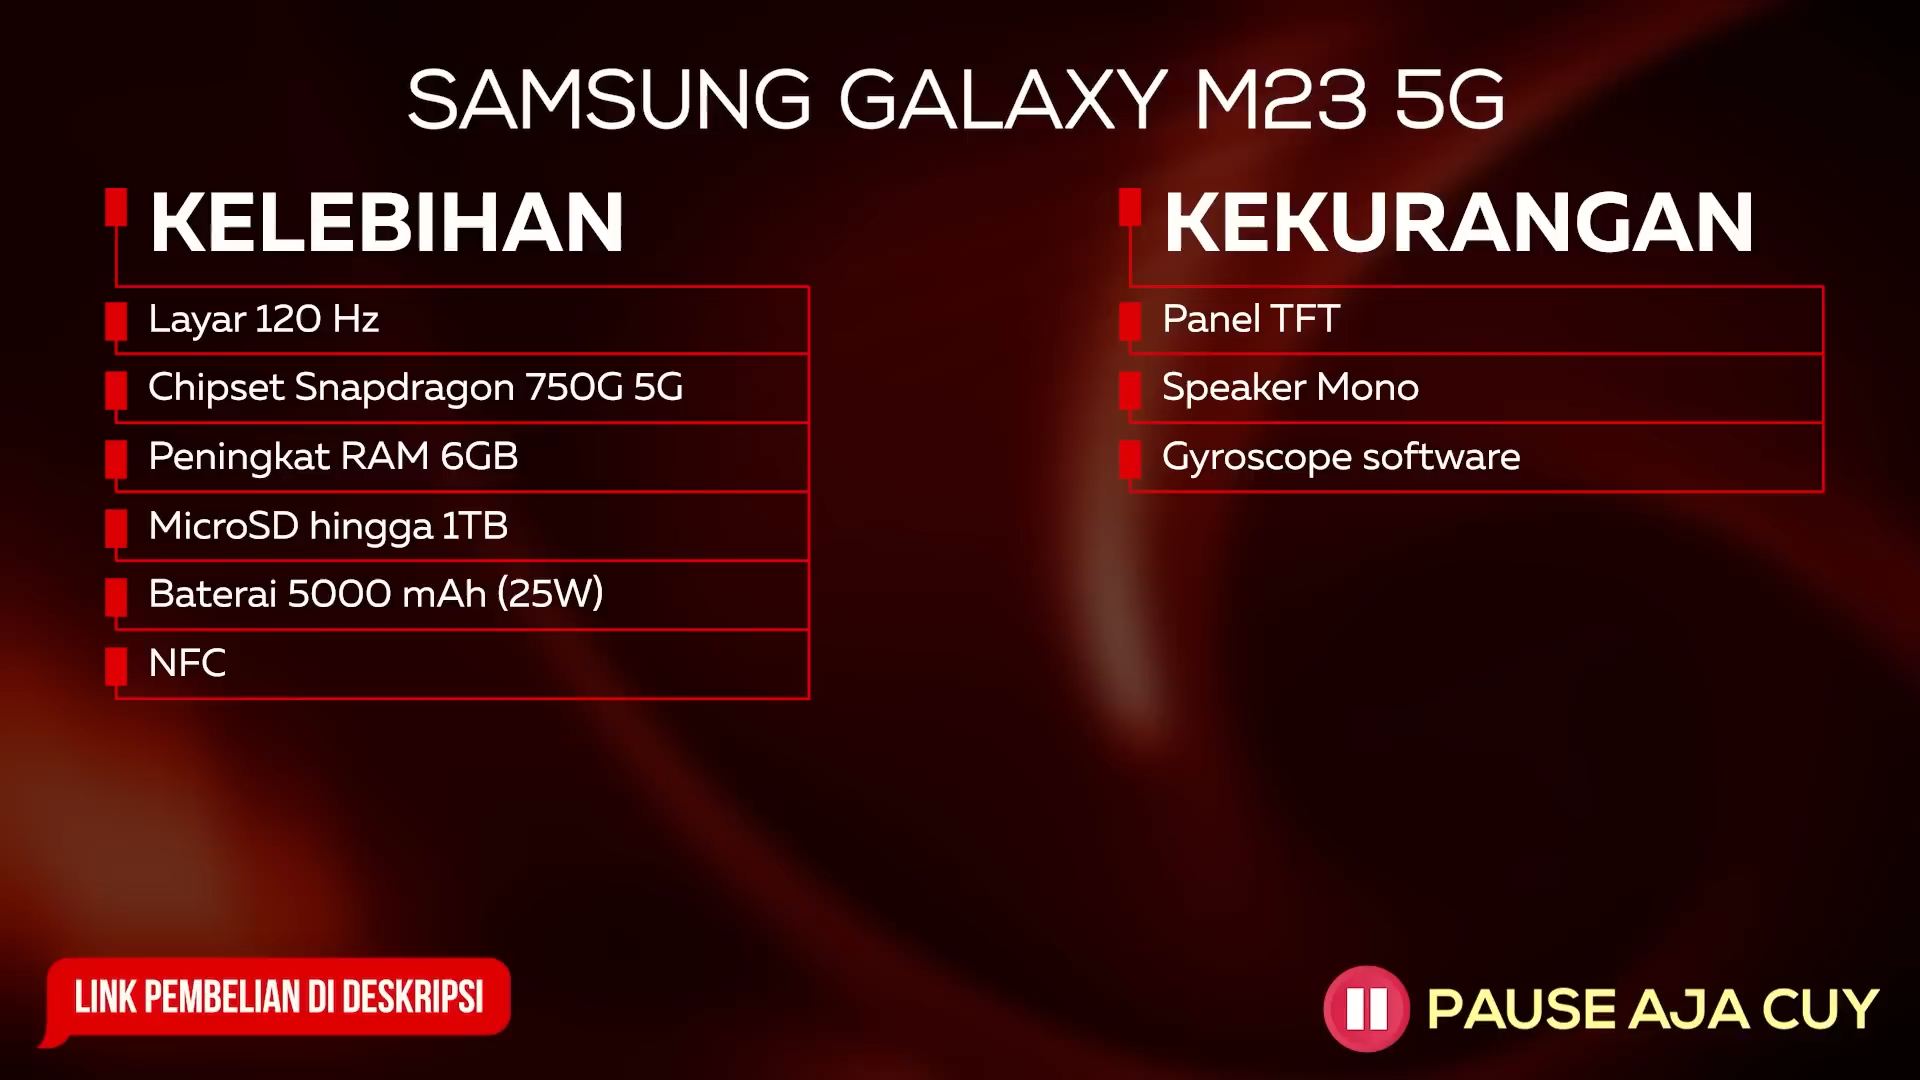 SAMSUNG GALAXY M23 5G
KELEBIHAN
Layar 120 Hz
Chipset Snapdragon 750G 5G
Peningkat RAM 6GB
MicroSD hingga 1TB
Baterai 5000 mAh (25W)
NFC
KEKURANGAN
Panel TFT
Speaker Mono
Gyroscope software
LINK PEMBELIAN DI DESKRIPSI
PAUSE AJA CUY